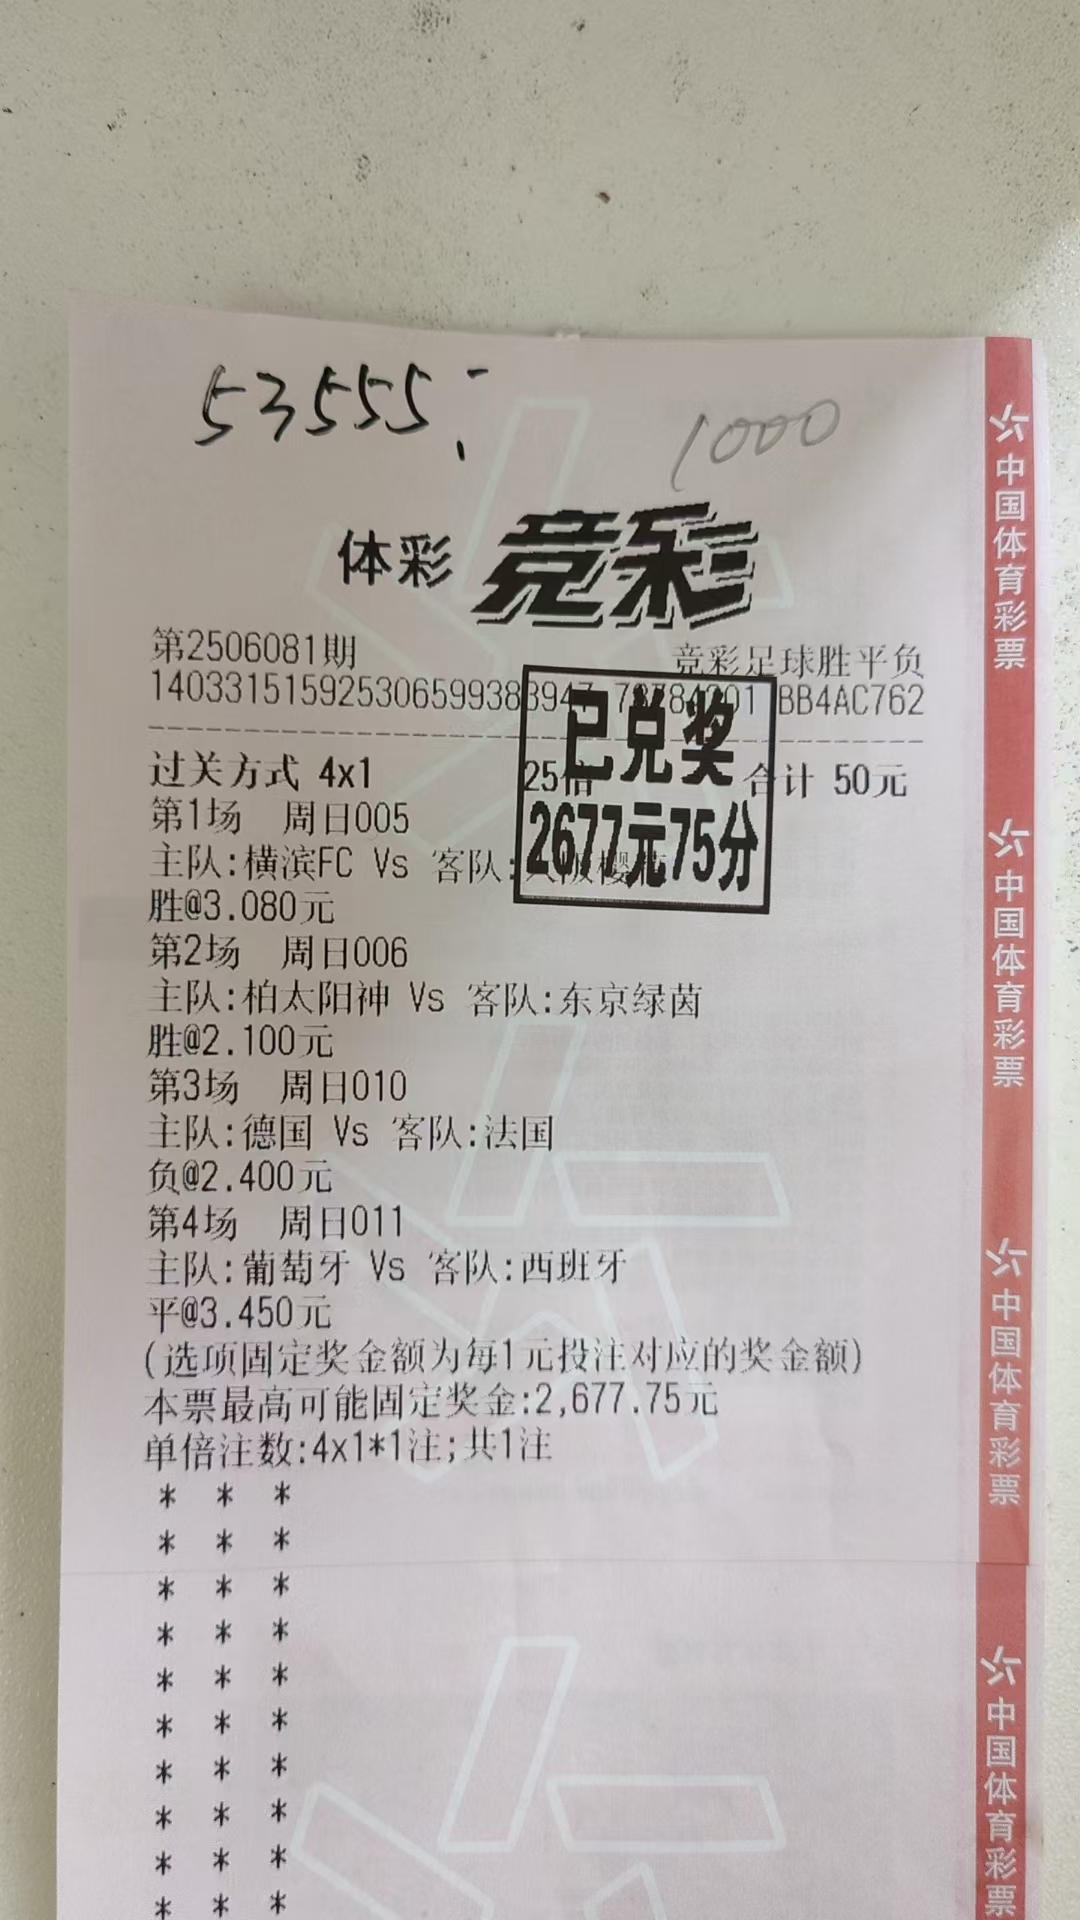 53555
1000
体彩 竞彩
第2506081期 竞彩足球胜平负
BB4AC762
已兑奖
2677元75分
过关方式 4x1 25倍 合计 50元
第1场 周日005
主队:横滨FC Vs 客队:
胜@3.080元
第2场 周日006
主队:柏太阳神 Vs 客队:东京绿茵
胜@2.100元
第3场 周日010
主队:德国 Vs 客队:法国
负@2.400元
第4场 周日011
主队:葡萄牙 Vs 客队:西班牙
平@3.450元
(选项固定奖金额为每1元投注对应的奖金额)
本票最高可能固定奖金:2,677.75元
单倍注数:4x1*1注;共1注
* * *
* * *
* * *
* * *
* * *
* * *
* * *
* * *
* * *
* * *
中国体育彩票
中国体育彩票
中国体育彩票
中国体育彩票